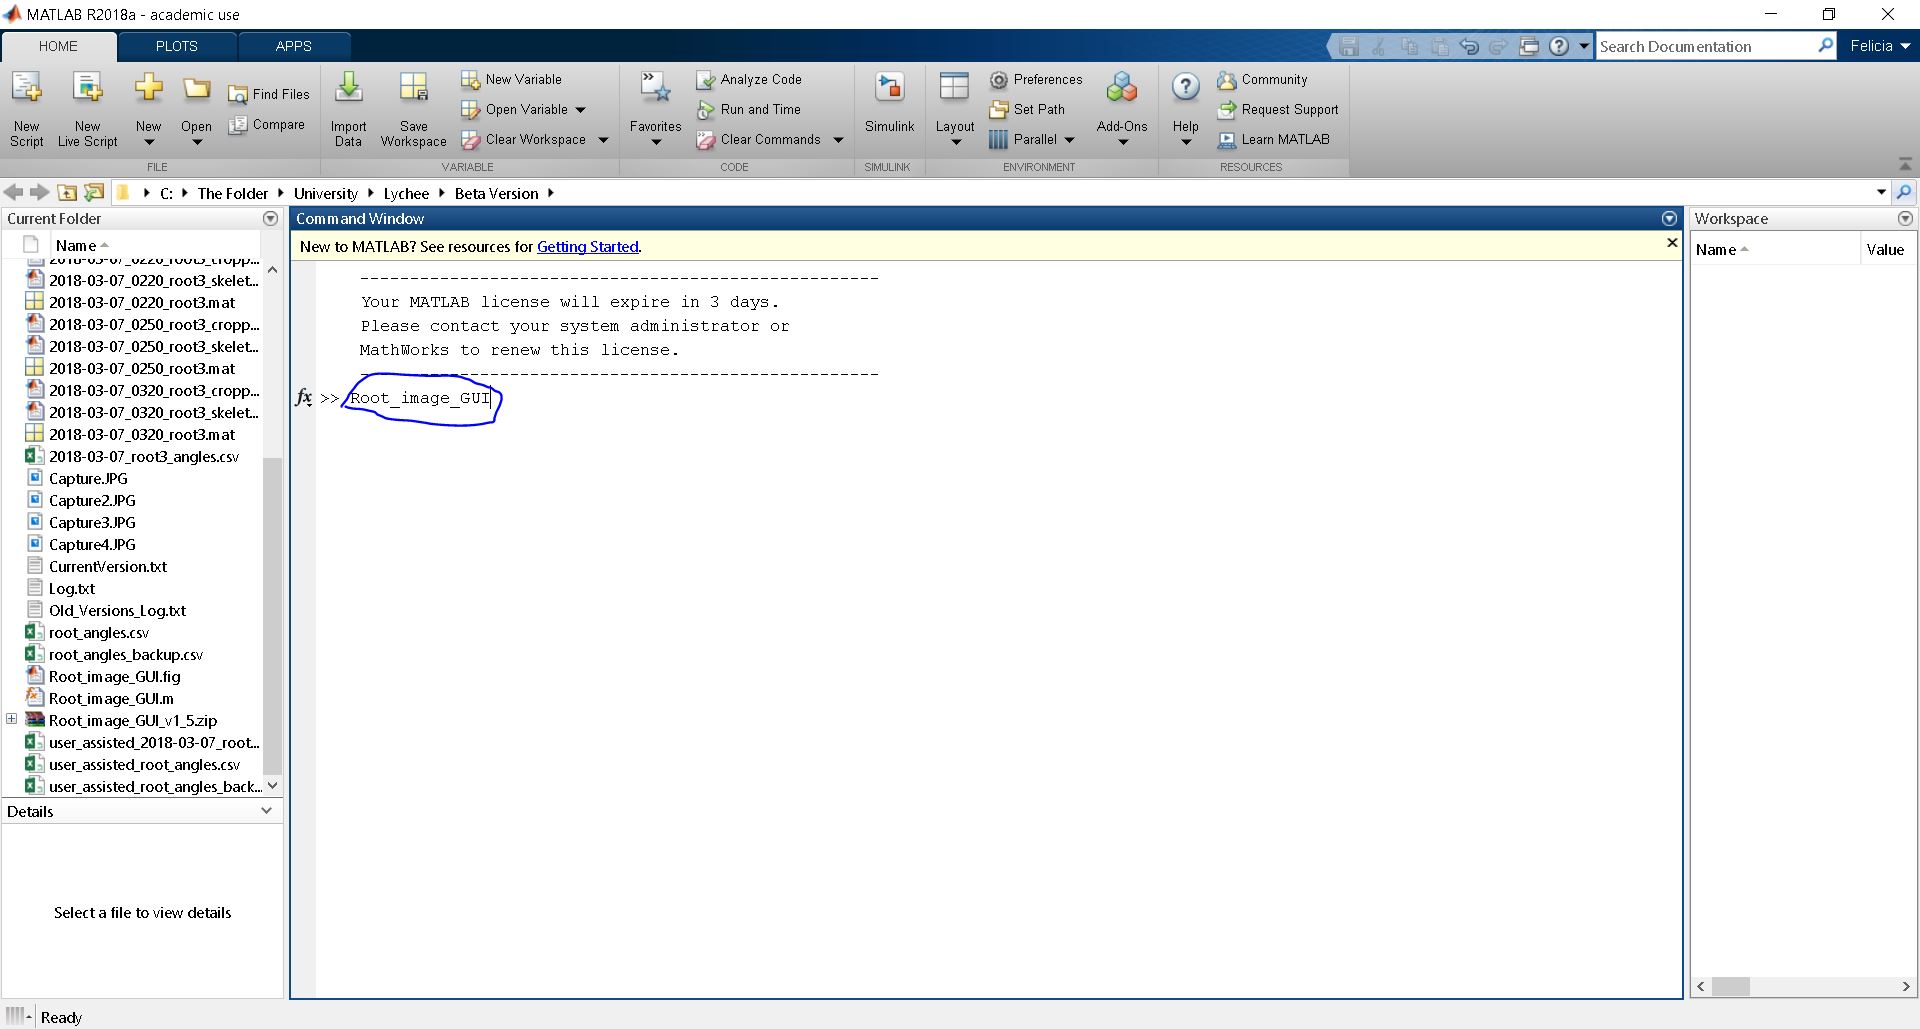 MATLAB R2018a - academic use
HOME PLOTS APPS
Search Documentation
Felicia
New Script
New Live Script
New
Open
Find Files
Compare
FILE
Import Data
Save Workspace
New Variable
Open Variable
Clear Workspace
VARIABLE
Favorites
Analyze Code
Run and Time
Clear Commands
CODE
Simulink
SIMULINK
Layout
Preferences
Set Path
Parallel
Add-Ons
ENVIRONMENT
Help
Community
Request Support
Learn MATLAB
RESOURCES
C: The Folder University Lychee Beta Version
Current Folder
Name
2018-03-07_0220_root3_cropp...
2018-03-07_0220_root3_skelet...
2018-03-07_0220_root3.mat
2018-03-07_0250_root3_cropp...
2018-03-07_0250_root3_skelet...
2018-03-07_0250_root3.mat
2018-03-07_0320_root3_cropp...
2018-03-07_0320_root3_skelet...
2018-03-07_0320_root3.mat
2018-03-07_root3_angles.csv
Capture.JPG
Capture2.JPG
Capture3.JPG
Capture4.JPG
CurrentVersion.txt
Log.txt
Old_Versions_Log.txt
root_angles.csv
root_angles_backup.csv
Root_image_GUI.fig
Root_image_GUI.m
Root_image_GUI_v1_5.zip
user_assisted_2018-03-07_root...
user_assisted_root_angles.csv
user_assisted_root_angles_back...
Details
Select a file to view details
Command Window
New to MATLAB? See resources for Getting Started.
----------------------------------------------------
Your MATLAB license will expire in 3 days.
Please contact your system administrator or
MathWorks to renew this license.
----------------------------------------------------
fx >> Root_image_GUI
Workspace
Name Value
Ready